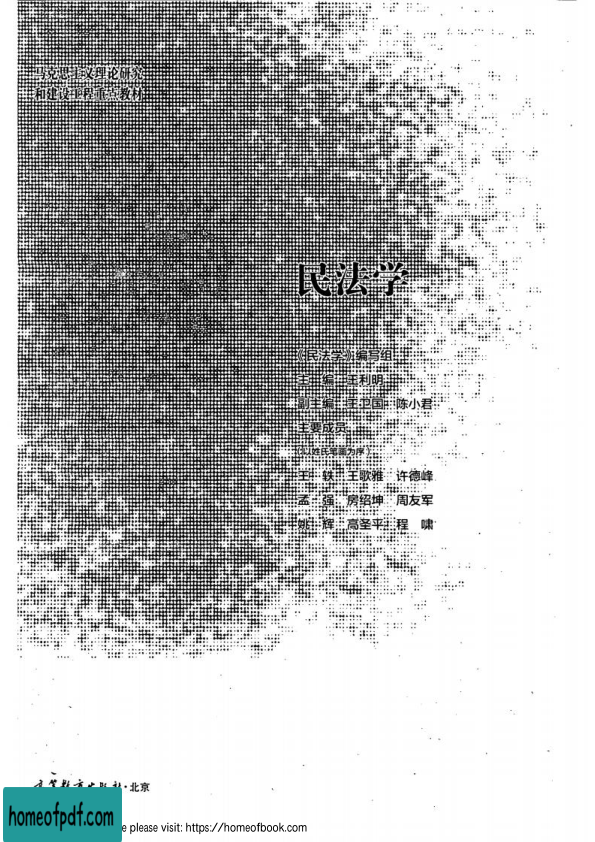 马克思主义理论研究
和建设工程重点教材
民法学
《民法学》编写组
主 编 王利明
副主编 王卫国 陈小君
主要成员
（以姓氏笔画为序）
王 轶 王歌雅 许德峰
孟 强 房绍坤 周友军
姚 辉 高圣平 程 啸
高等教育出版社·北京
homeofpdf.com
e please visit: https://homeofbook.com